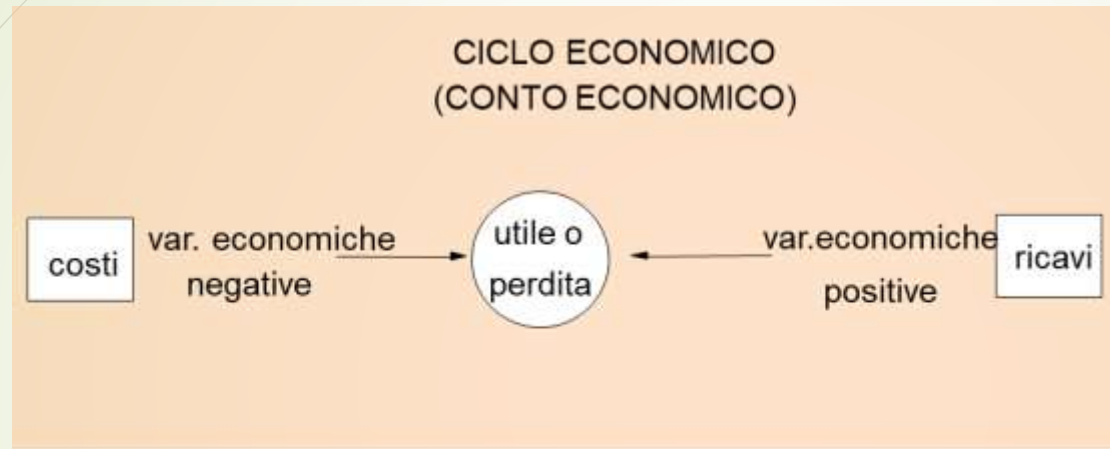 CICLO ECONOMICO
(CONTO ECONOMICO)
costi
var. economiche
negative
utile o
perdita
var.economiche
positive
ricavi